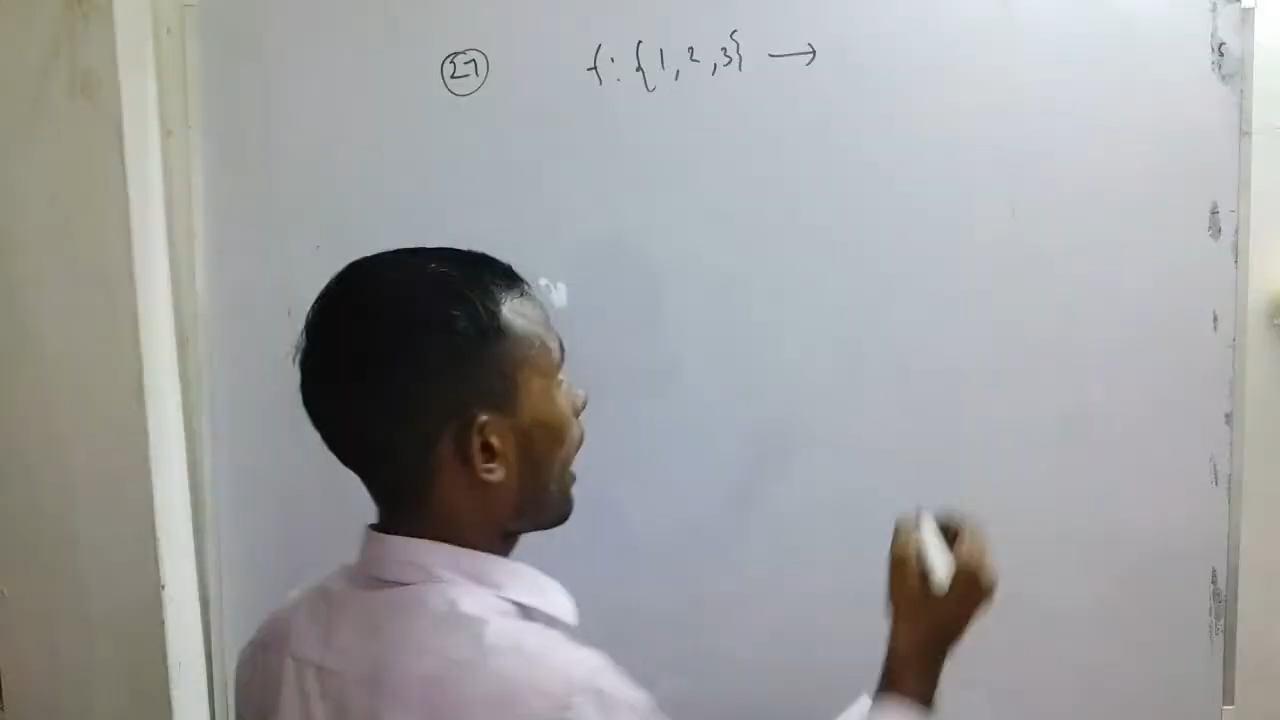 27 f: {1, 2, 3} →